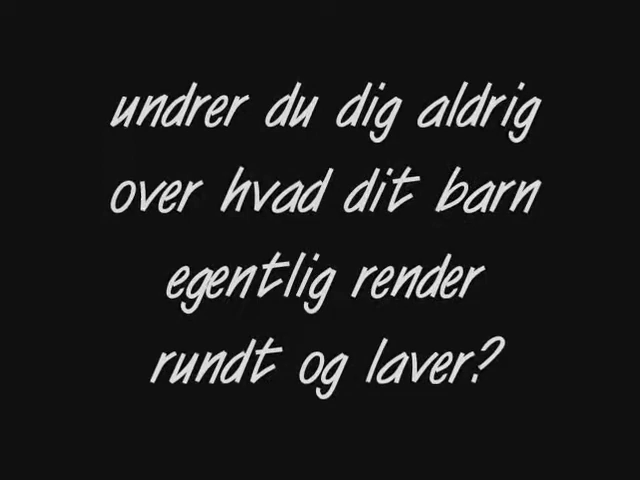 undrer du dig aldrig
over hvad dit barn
egentlig render
rundt og laver?